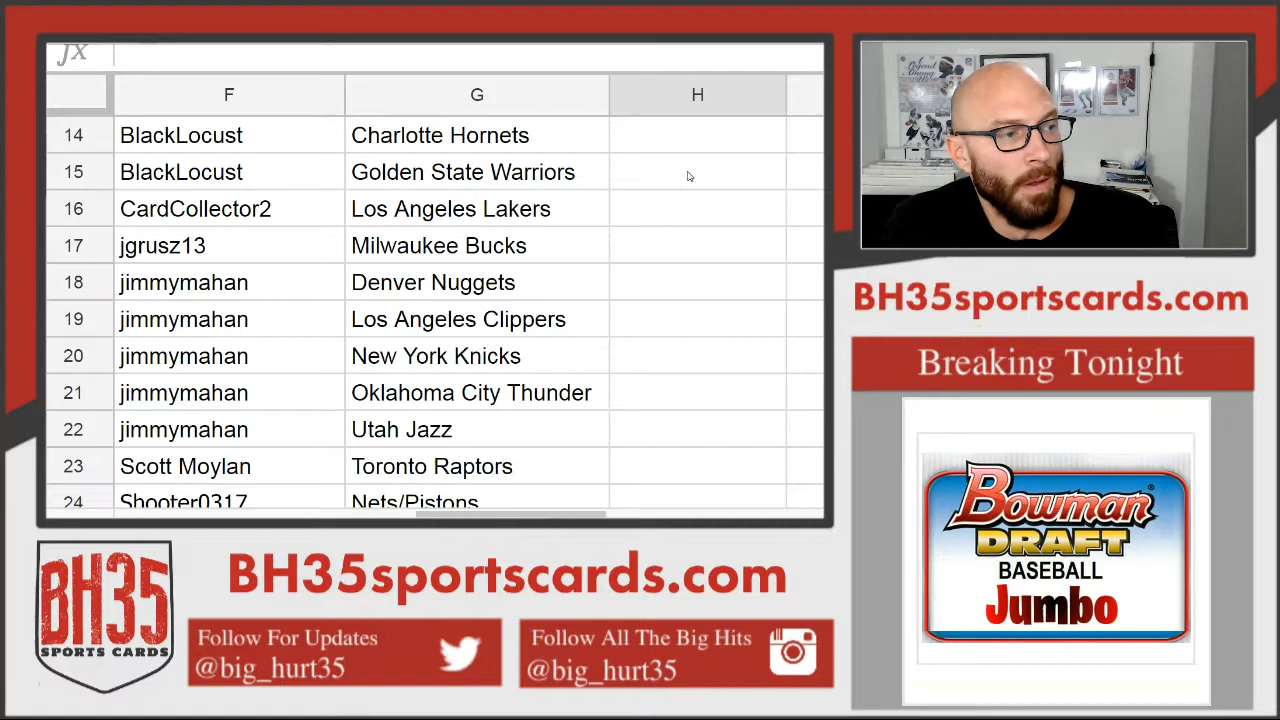 fx
F G H
14 BlackLocust Charlotte Hornets
15 BlackLocust Golden State Warriors
16 CardCollector2 Los Angeles Lakers
17 jgrusz13 Milwaukee Bucks
18 jimmymahan Denver Nuggets
19 jimmymahan Los Angeles Clippers
20 jimmymahan New York Knicks
21 jimmymahan Oklahoma City Thunder
22 jimmymahan Utah Jazz
23 Scott Moylan Toronto Raptors
24 Shooter0317 Nets/Pistons
Legend
Among
BH35sportscards.com
Breaking Tonight
Bowman®
DRAFT
BASEBALL
Jumbo
BH35
SPORTS CARDS
BH35sportscards.com
Follow For Updates
@big_hurt35
Follow All The Big Hits
@big_hurt35